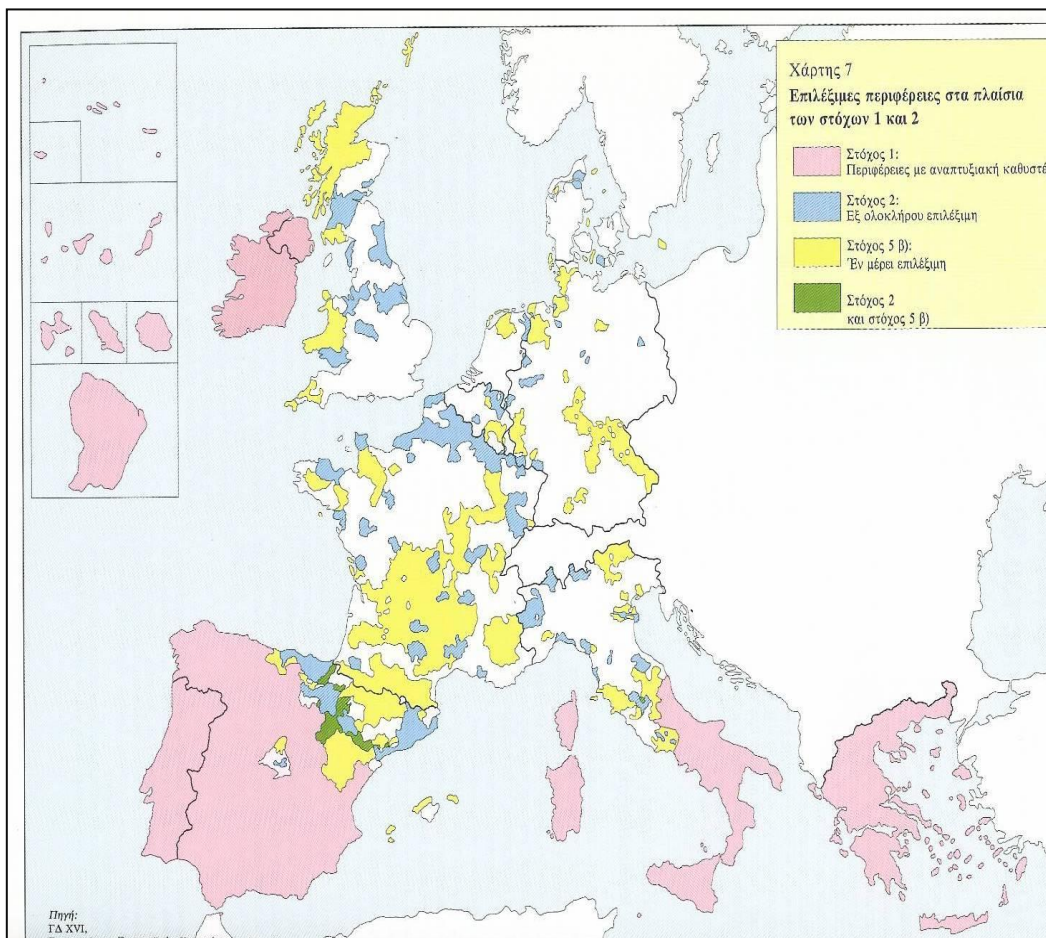 Χάρτης 7
Επιλέξιμες περιφέρειες στα πλαίσια
των στόχων 1 και 2
Στόχος 1:
Περιφέρειες με αναπτυξιακή καθυστέ
Στόχος 2:
Εξ ολοκλήρου επιλέξιμη
Στόχος 5 β):
Έν μέρει επιλέξιμη
Στόχος 2
και στόχος 5 β)
Πηγή:
ΓΔ XVI,